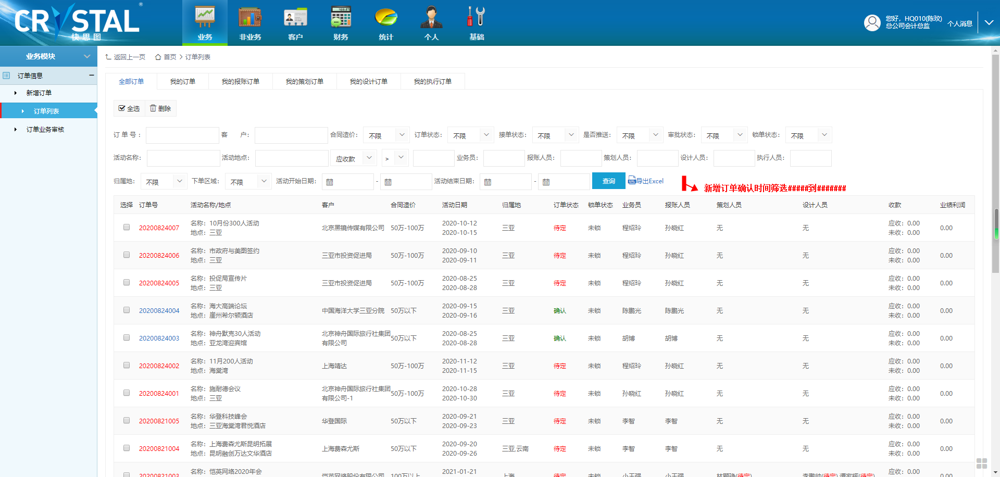 CRYSTAL ®
快思图
业务 非业务 客户 财务 统计 个人 基础
您好，HQ010(陈玟)
总公司会计总监
个人消息
业务模块
订单信息
新增订单
订单列表
订单业务审核
返回上一页 首页 > 订单列表
全部订单 我的订单 我的报账订单 我的策划订单 我的设计订单 我的执行订单
全选 删除
订 单 号： 客 户： 合同造价： 不限 订单状态： 不限 接单状态： 不限 是否推送： 不限 审批状态： 不限 锁单状态： 不限
活动名称： 活动地点： 应收款 > 业务员： 报账人员： 策划人员： 设计人员： 执行人员：
归属地： 不限 下单区域： 不限 活动开始日期： - 活动结束日期： - 查询 导出Excel
新增订单确认时间筛选#####到#######
选择 订单号 活动名称/地点 客户 合同造价 活动日期 归属地 订单状态 锁单状态 业务员 报账人员 策划人员 设计人员 收款 业绩利润
名称：10月份300人活动 2020-10-12 应收：0.00
20200824007 北京黑镜传媒有限公司 50万-100万 三亚 待定 未锁 程绍玲 孙晓红 无 无 0.00
地点：三亚 2020-10-15 未收：0.00
名称：市政府与美图签约 2020-09-10 应收：0.00
20200824006 三亚市投资促进局 50万-100万 三亚 待定 未锁 程绍玲 孙晓红 无 无 0.00
地点：三亚 2020-09-11 未收：0.00
名称：投促局宣传片 2020-08-25 应收：0.00
20200824005 三亚市投资促进局 50万-100万 三亚 待定 未锁 程绍玲 孙晓红 无 无 0.00
地点：三亚 2020-08-28 未收：0.00
名称：海大高端论坛 2020-09-15 应收：0.00
20200824004 中国海洋大学三亚分院 50万以下 三亚 确认 未锁 陈鹏光 陈鹏光 无 无 0.00
地点：崖州希尔顿酒店 2020-09-16 未收：0.00
名称：神舟默克30人活动 北京神舟国际旅行社集团 2020-08-25 应收：0.00
20200824003 50万以下 三亚 确认 未锁 胡博 胡博 无 无 0.00
地点：亚龙湾迎宾馆 有限公司 2020-08-28 未收：0.00
名称：11月200人活动 2020-11-12 应收：0.00
20200824002 上海靖达 50万-100万 三亚 待定 未锁 程绍玲 孙晓红 无 无 0.00
地点：海棠湾 2020-11-15 未收：0.00
名称：施耐德会议 北京神舟国际旅行社集团 2020-10-28 应收：0.00
20200824001 50万-100万 三亚 待定 未锁 孙晓红 孙晓红 无 无 0.00
地点：三亚 有限公司-1 2020-10-30 未收：0.00
名称：华登科技峰会 2020-09-21 应收：0.00
20200821005 华登国际 50万以下 三亚 待定 未锁 李智 李智 无 无 0.00
地点：三亚海棠湾君悦酒店 2020-09-23 未收：0.00
名称：上海费森尤斯昆明拓展 2020-09-20 应收：0.00
20200821004 上海费森尤斯 50万以下 三亚,云南 待定 未锁 李智 李智 无 无 0.00
地点：昆明融创万达文华酒店 2020-09-26 未收：0.00
名称：恺英网络2020年会 2021-01-21 应收：0.00
20200821003 恺英网络股份有限公司 100万以上 上海 待定 未锁 小王强 小王强 (待定) 李鹏帅(待定),谭家辉(待定) 0.00